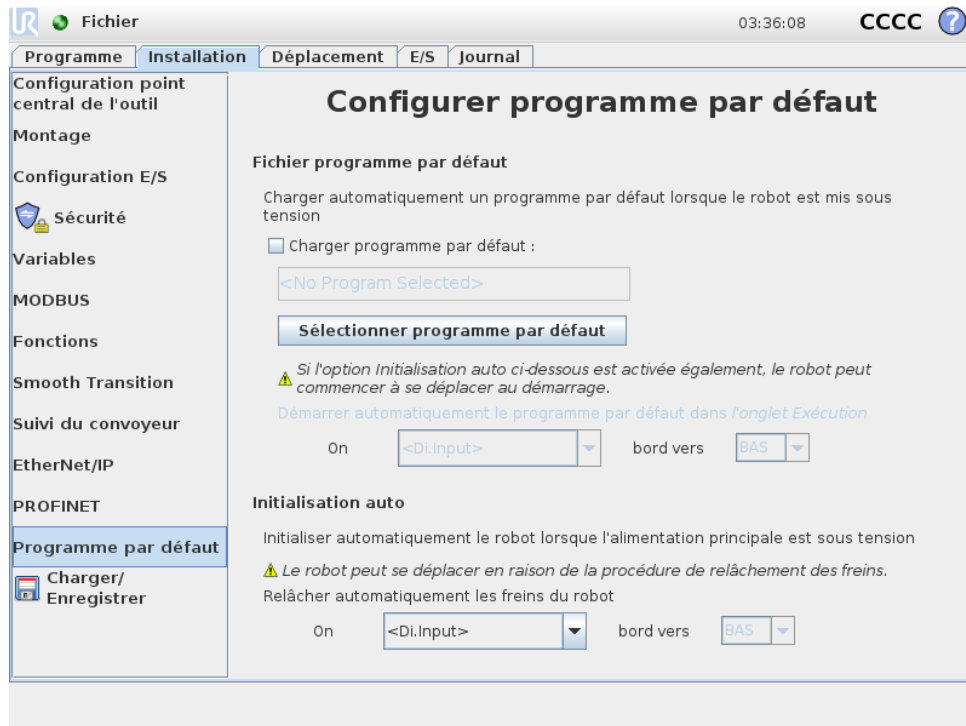 UR Fichier 03:36:08 CCCC ?
Programme Installation Déplacement E/S Journal
Configuration point
central de l'outil
Montage
Configuration E/S
Sécurité
Variables
MODBUS
Fonctions
Smooth Transition
Suivi du convoyeur
EtherNet/IP
PROFINET
Programme par défaut
Charger/
Enregistrer
Configurer programme par défaut
Fichier programme par défaut
Charger automatiquement un programme par défaut lorsque le robot est mis sous
tension
Charger programme par défaut :
<No Program Selected>
Sélectionner programme par défaut
Si l'option Initialisation auto ci-dessous est activée également, le robot peut
commencer à se déplacer au démarrage.
Démarrer automatiquement le programme par défaut dans l'onglet Exécution
On <Di.Input> bord vers BAS
Initialisation auto
Initialiser automatiquement le robot lorsque l'alimentation principale est sous tension
Le robot peut se déplacer en raison de la procédure de relâchement des freins.
Relâcher automatiquement les freins du robot
On <Di.Input> bord vers BAS